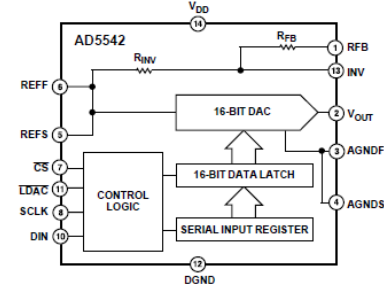 VDD
14
AD5542
RFB
1 RFB
RINV
13 INV
REFF 6
16-BIT DAC
2 VOUT
REFS 5
3 AGNDF
CS 7
16-BIT DATA LATCH
LDAC 11
CONTROL
LOGIC
4 AGNDS
SCLK 8
SERIAL INPUT REGISTER
DIN 10
12
DGND